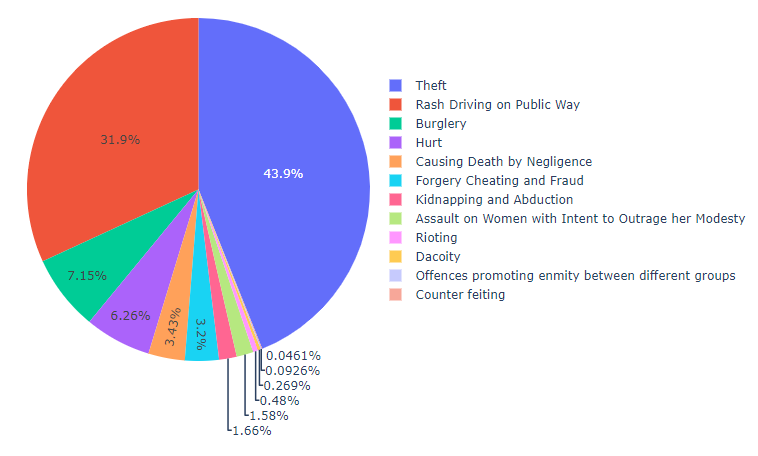 43.9%
31.9%
7.15%
6.26%
3.43%
3.2%
0.0461%
0.0926%
0.269%
0.48%
1.58%
1.66%
Theft
Rash Driving on Public Way
Burglery
Hurt
Causing Death by Negligence
Forgery Cheating and Fraud
Kidnapping and Abduction
Assault on Women with Intent to Outrage her Modesty
Rioting
Dacoity
Offences promoting enmity between different groups
Counter feiting